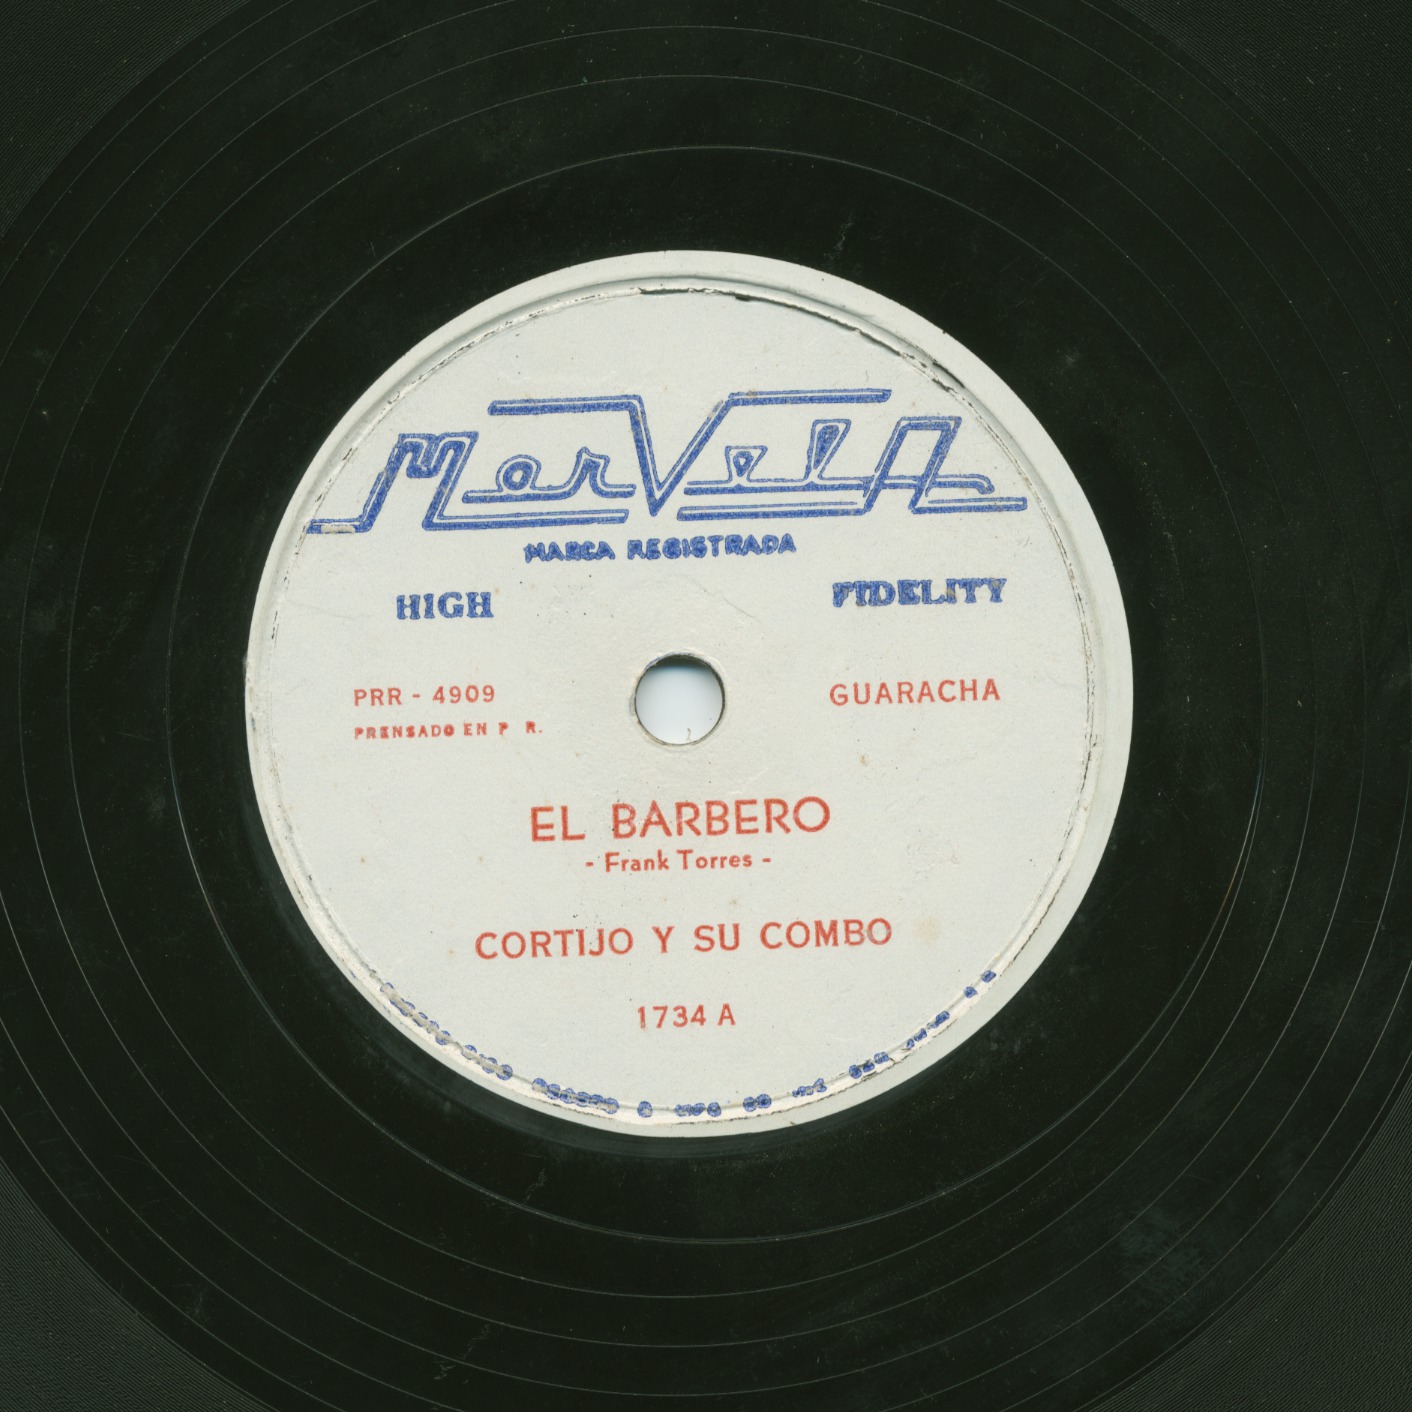 MarVela
MARCA REGISTRADA
HIGH FIDELITY
PRR - 4909
GUARACHA
PRENSADO EN P R.
EL BARBERO
- Frank Torres -
CORTIJO Y SU COMBO
1734 A